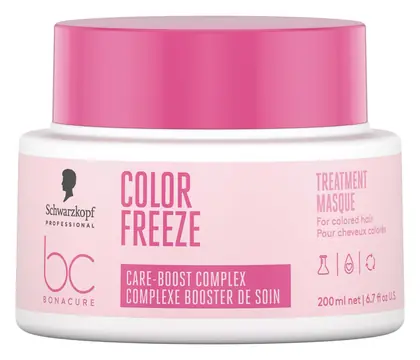 Schwarzkopf
PROFESSIONAL
bc
BONACURE
COLOR
FREEZE
CARE-BOOST COMPLEX
COMPLEXE BOOSTER DE SOIN
TREATMENT
MASQUE
For colored hair
Pour cheveux colorés
200 ml net | 6.7 fl oz U.S.